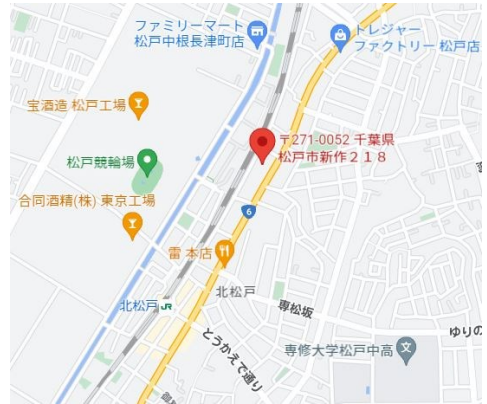 ファミリーマート
松戸中根長津町店
トレジャー
ファクトリー 松戸店
宝酒造 松戸工場
〒271-0052 千葉県
松戸市新作218
松戸競輪場
合同酒精(株) 東京工場
6
雷 本店
北松戸
北松戸 JR
専松坂
ゆりの
とうかえで通り
専修大学松戸中高
文